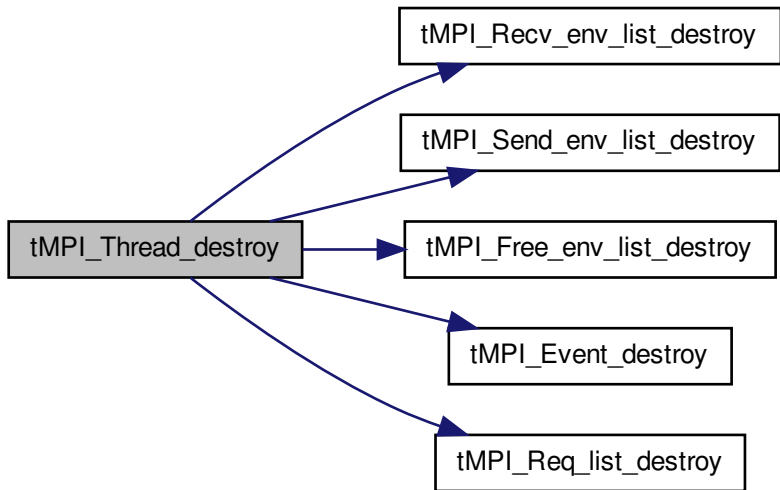 tMPI_Recv_env_list_destroy
tMPI_Send_env_list_destroy
tMPI_Thread_destroy
tMPI_Free_env_list_destroy
tMPI_Event_destroy
tMPI_Req_list_destroy